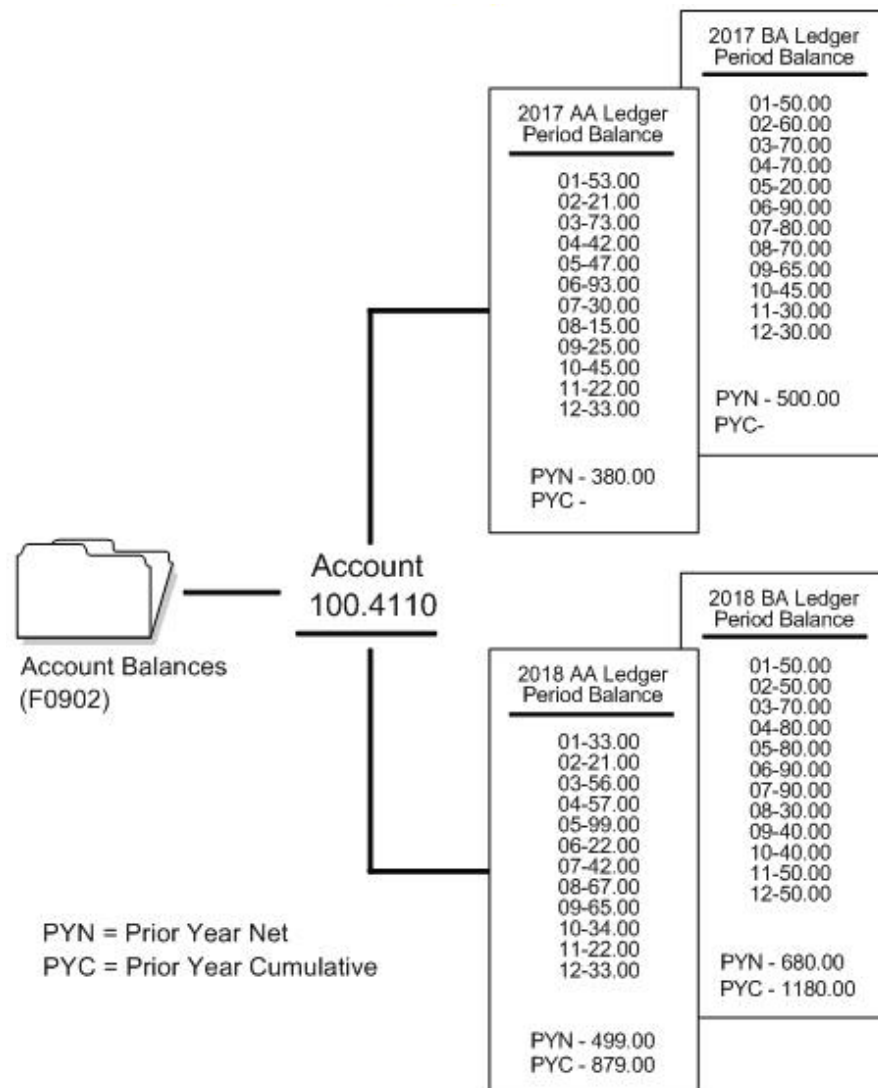 2017 BA Ledger
Period Balance
01-50.00
02-60.00
03-70.00
04-70.00
05-20.00
06-90.00
07-80.00
08-70.00
09-65.00
10-45.00
11-30.00
12-30.00
PYN - 500.00
PYC-
2017 AA Ledger
Period Balance
01-53.00
02-21.00
03-73.00
04-42.00
05-47.00
06-93.00
07-30.00
08-15.00
09-25.00
10-45.00
11-22.00
12-33.00
PYN - 380.00
PYC -
Account
100.4110
Account Balances
(F0902)
2018 BA Ledger
Period Balance
01-50.00
02-50.00
03-70.00
04-80.00
05-80.00
06-90.00
07-90.00
08-30.00
09-40.00
10-40.00
11-50.00
12-50.00
PYN - 680.00
PYC - 1180.00
2018 AA Ledger
Period Balance
01-33.00
02-21.00
03-56.00
04-57.00
05-99.00
06-22.00
07-42.00
08-67.00
09-65.00
10-34.00
11-22.00
12-33.00
PYN - 499.00
PYC - 879.00
PYN = Prior Year Net
PYC = Prior Year Cumulative